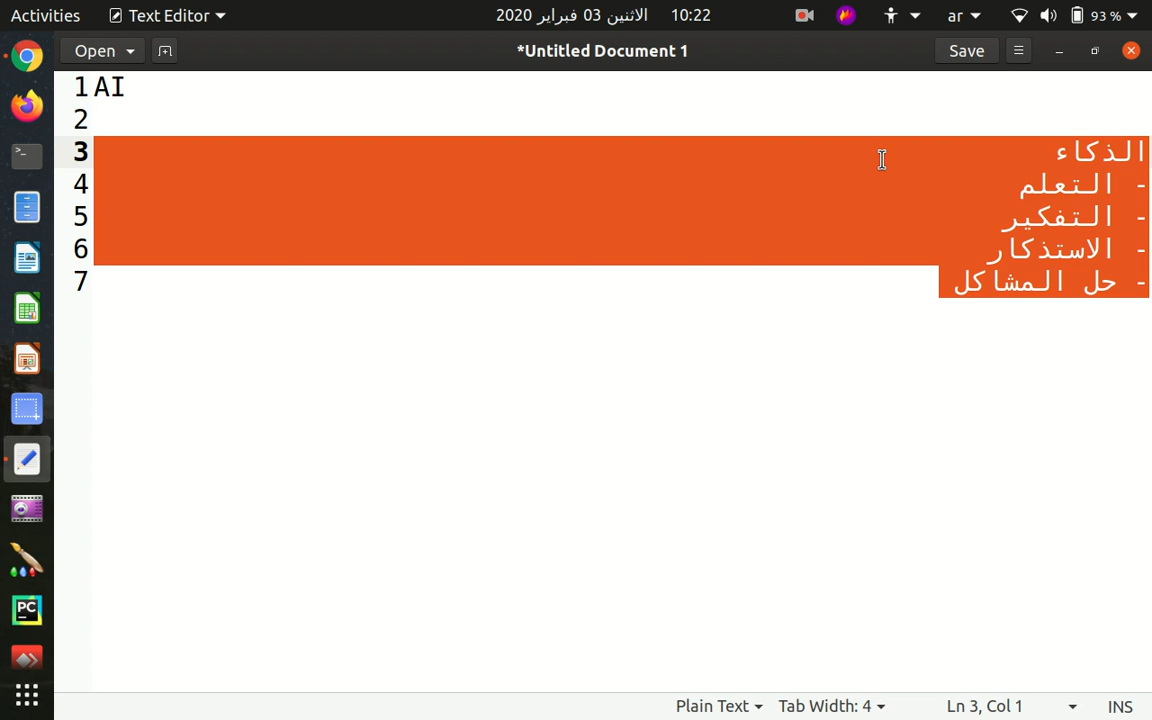 Activities Text Editor الاثنين 03 فبراير 2020 10:22 ar 93 %
Open *Untitled Document 1 Save
1 AI
2
3 الذكاء
4 - التعلم
5 - التفكير
6 - الاستذكار
7 - حل المشاكل
>_
PC
Plain Text Tab Width: 4 Ln 3, Col 1 INS